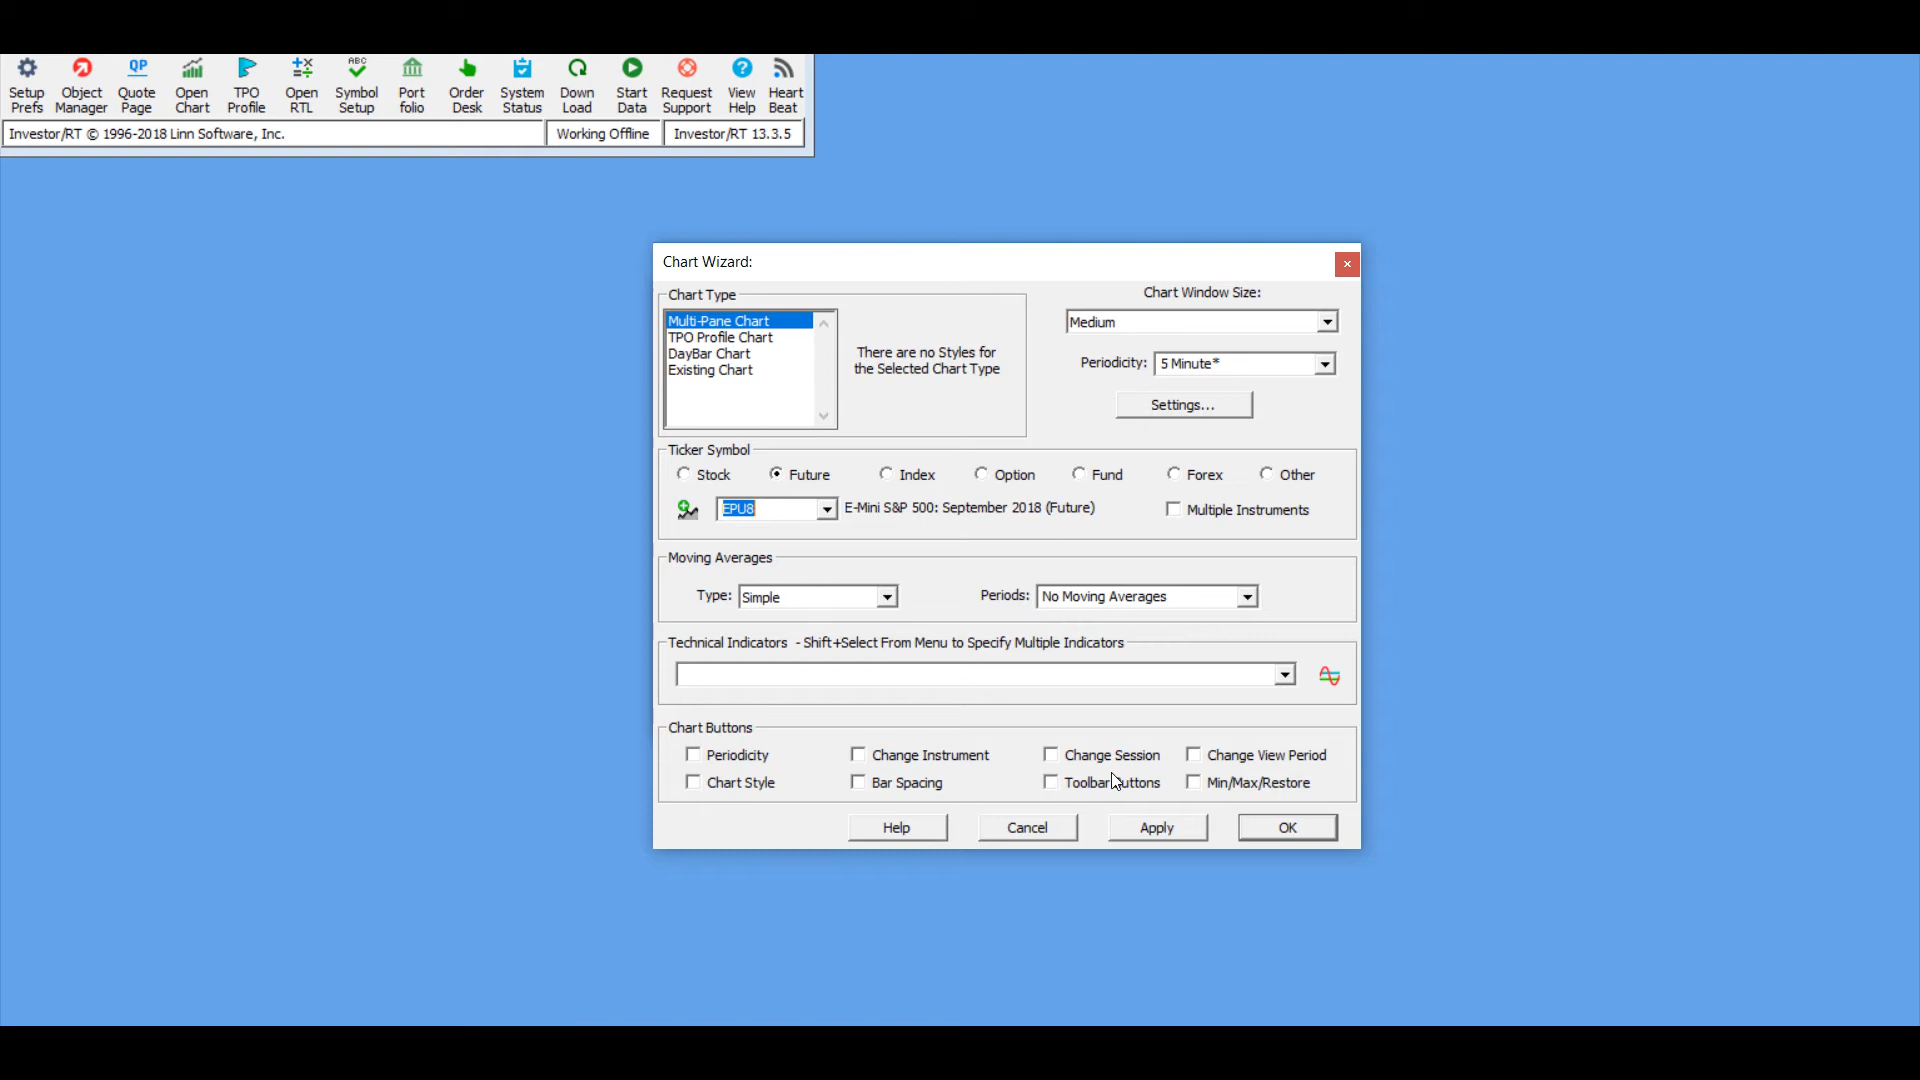 QP
ABC
Setup Prefs
Object Manager
Quote Page
Open Chart
TPO Profile
Open RTL
Symbol Setup
Port folio
Order Desk
System Status
Down Load
Start Data
Request Support
View Help
Heart Beat
Investor/RT © 1996-2018 Linn Software, Inc.
Working Offline
Investor/RT 13.3.5
Chart Wizard:
Chart Type
Multi-Pane Chart
TPO Profile Chart
DayBar Chart
Existing Chart
There are no Styles for
the Selected Chart Type
Chart Window Size:
Medium
Periodicity: 5 Minute*
Settings...
Ticker Symbol
Stock Future Index Option Fund Forex Other
EPU8 E-Mini S&P 500: September 2018 (Future) Multiple Instruments
Moving Averages
Type: Simple Periods: No Moving Averages
Technical Indicators - Shift+Select From Menu to Specify Multiple Indicators
Chart Buttons
Periodicity Change Instrument Change Session Change View Period
Chart Style Bar Spacing Toolbar Buttons Min/Max/Restore
Help Cancel Apply OK